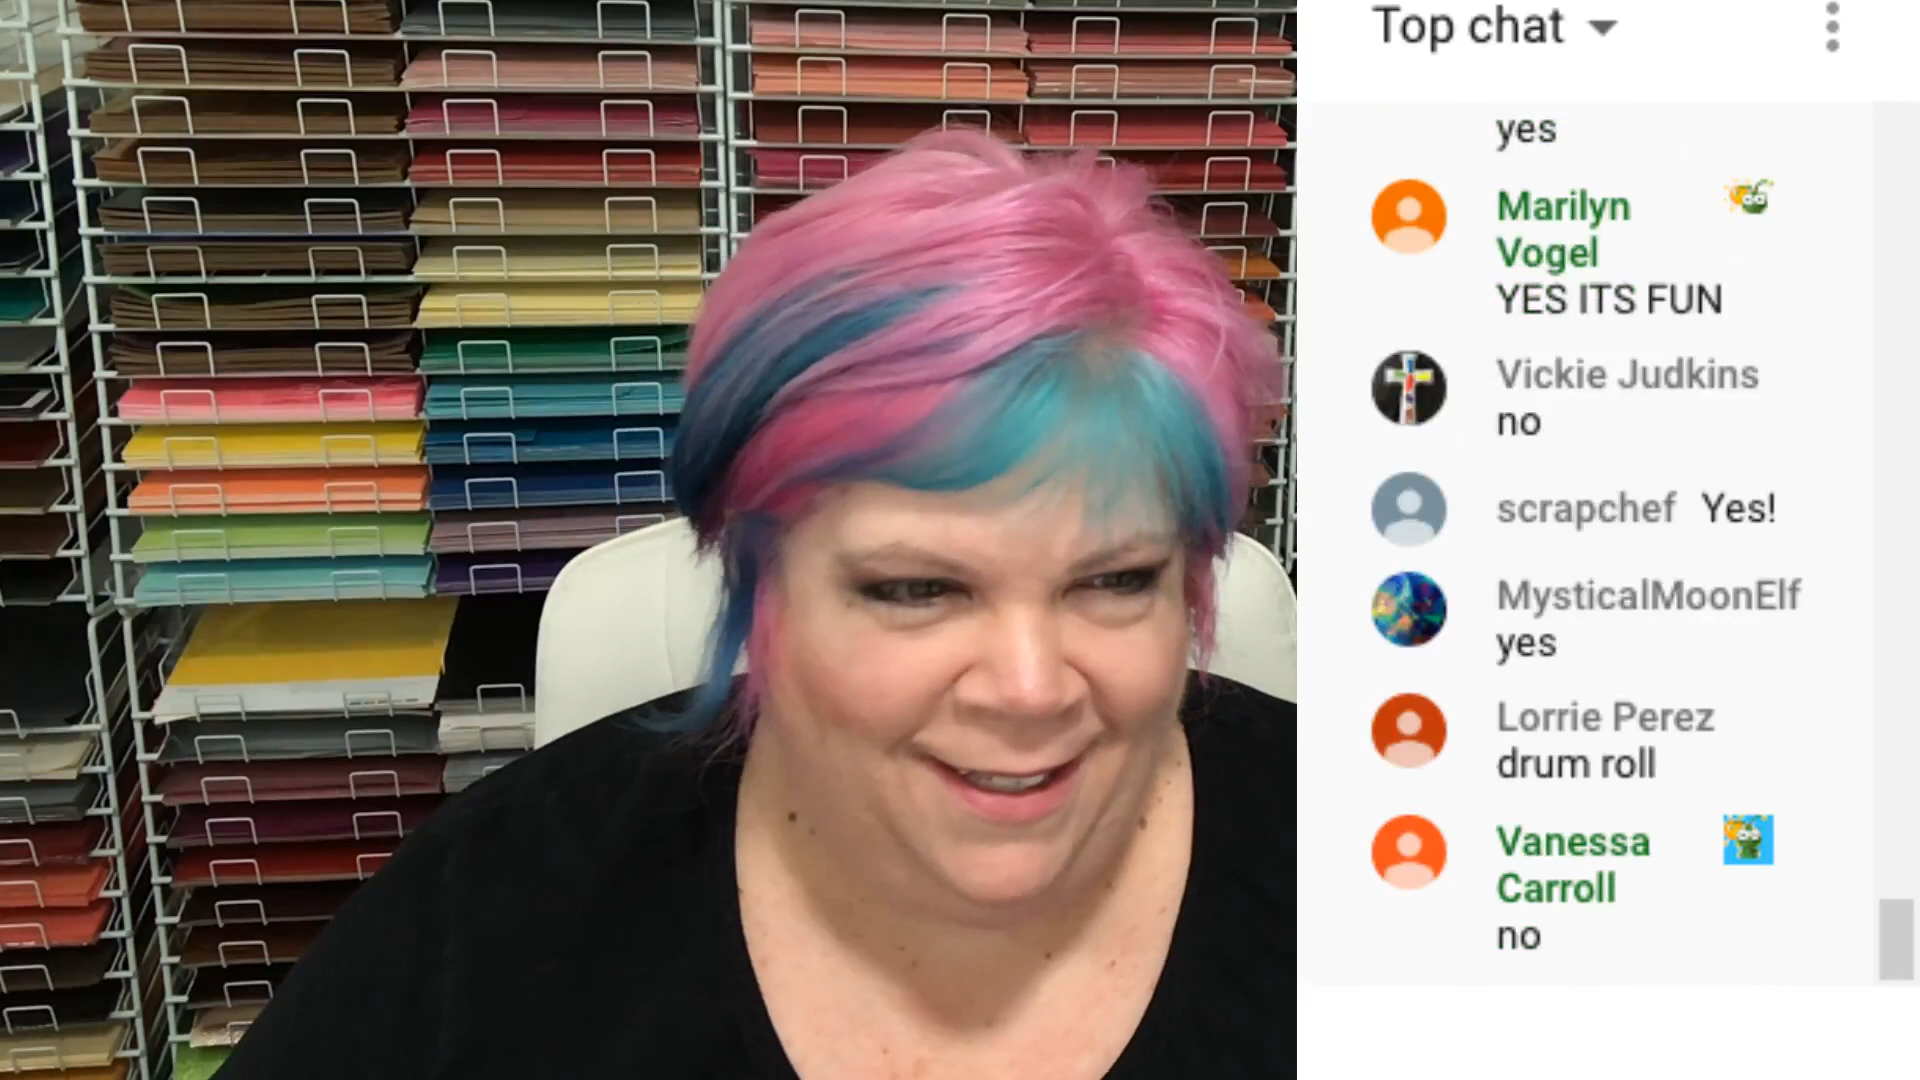 Top chat
yes
Marilyn
Vogel
YES ITS FUN
Vickie Judkins
no
scrapchef Yes!
MysticalMoonElf
yes
Lorrie Perez
drum roll
Vanessa
Carroll
no